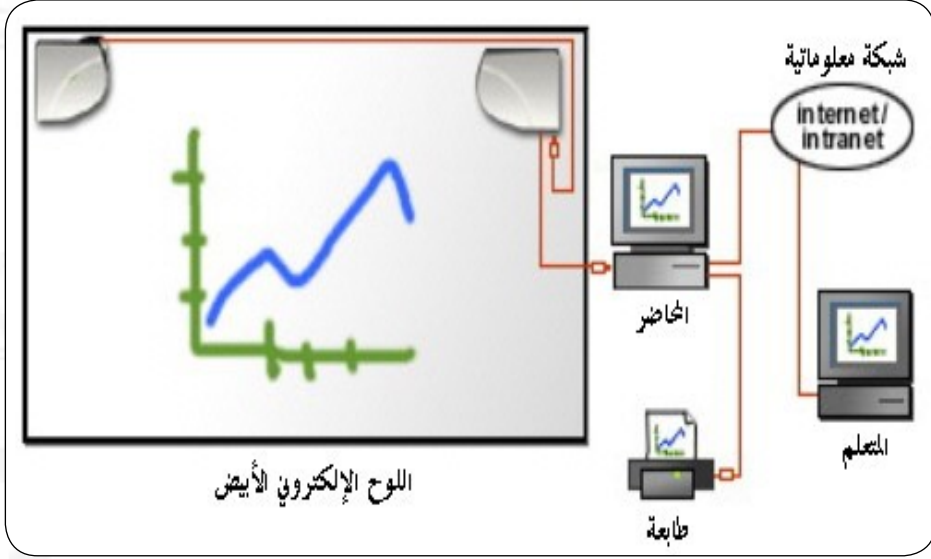 شبكة معلوماتية
internet/
intranet
المحاضر
المتعلم
اللوح الإلكتروني الأبيض
طابعة